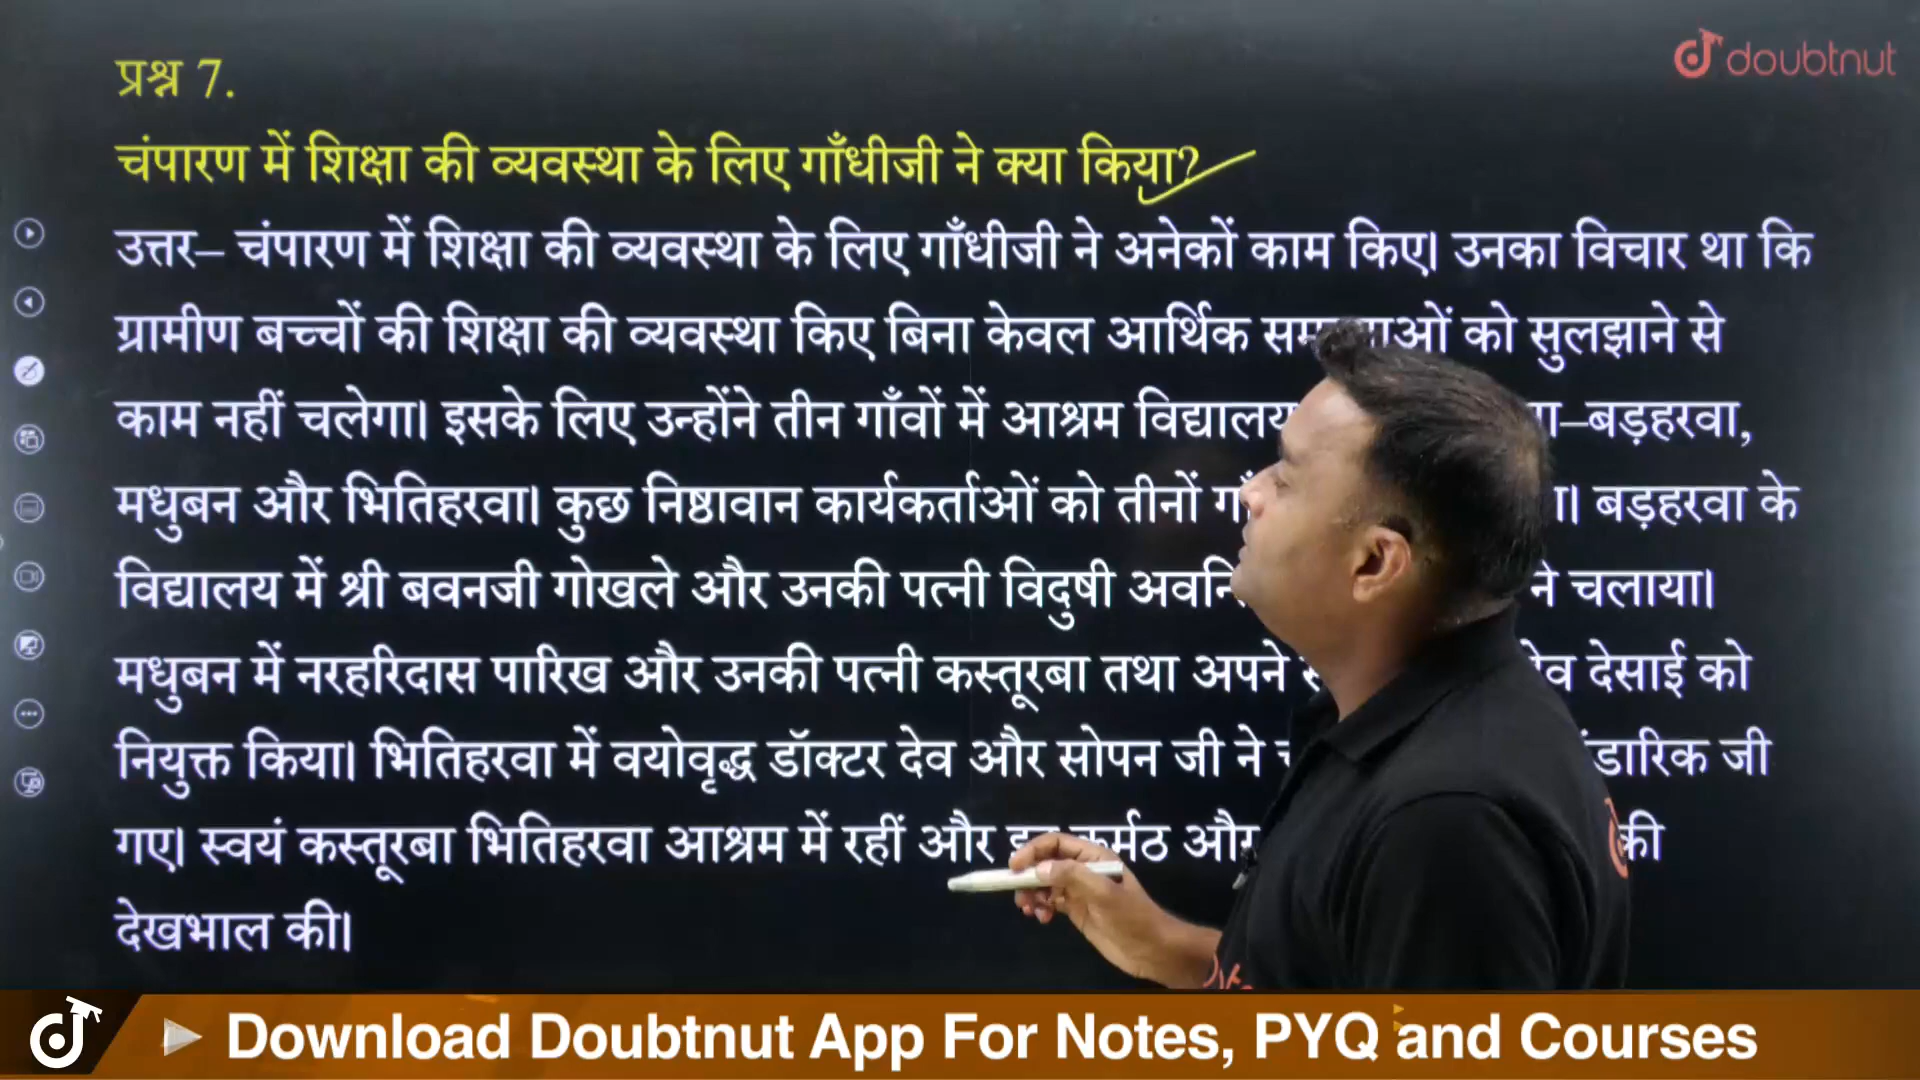 doubtnut
प्रश्न 7.
चंपारण में शिक्षा की व्यवस्था के लिए गाँधीजी ने क्या किया?
उत्तर– चंपारण में शिक्षा की व्यवस्था के लिए गाँधीजी ने अनेकों काम किए। उनका विचार था कि
ग्रामीण बच्चों की शिक्षा की व्यवस्था किए बिना केवल आर्थिक को सुलझाने से
काम नहीं चलेगा। इसके लिए उन्होंने तीन गाँवों में आश्रम विद्यालय –बड़हरवा,
मधुबन और भितिहरवा। कुछ निष्ठावान कार्यकर्ताओं को तीनों बड़हरवा के
विद्यालय में श्री बवनजी गोखले और उनकी पत्नी विदुषी ने चलाया।
मधुबन में नरहरिदास पारिख और उनकी पत्नी कस्तूरबा तथा अपने देसाई को
नियुक्त किया। भितिहरवा में वयोवृद्ध डॉक्टर देव और सोपन जी ने जी
गए। स्वयं कस्तूरबा भितिहरवा आश्रम में रहीं और कर्मठ और की
देखभाल की।
Download Doubtnut App For Notes, PYQ and Courses